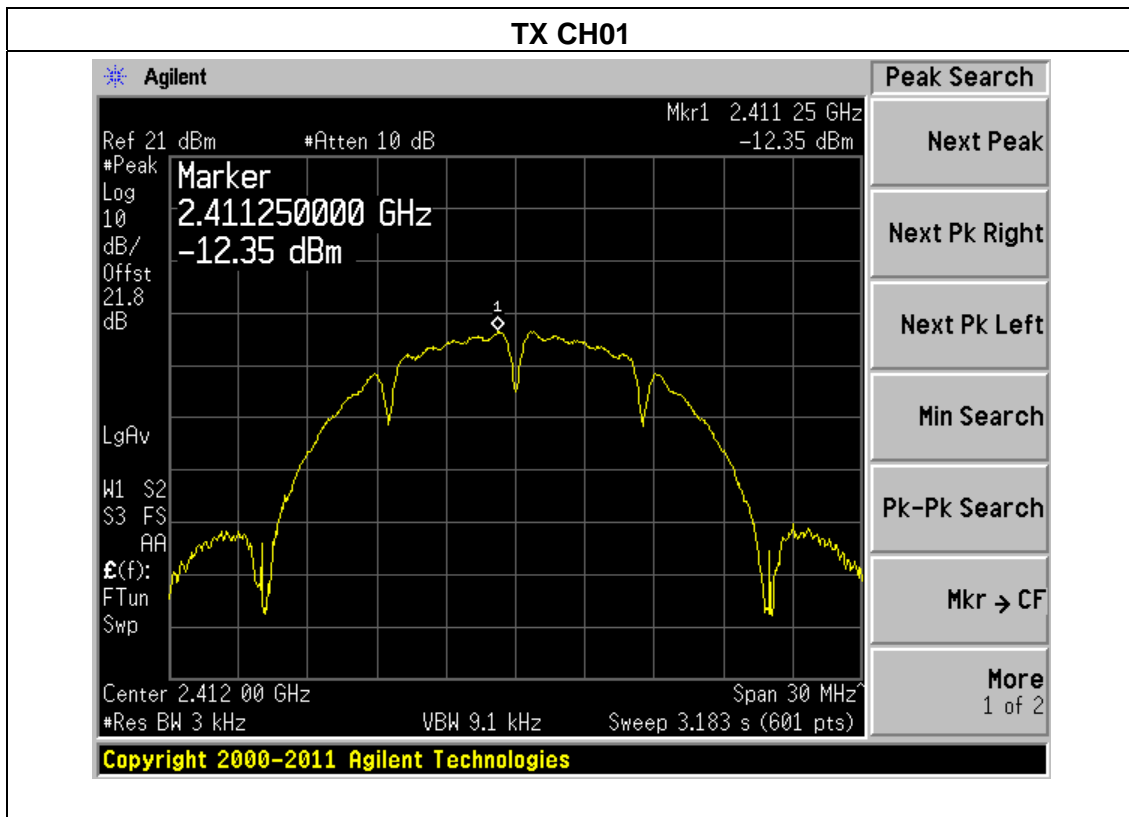 TX CH01
Agilent
Peak Search
Mkr1 2.411 25 GHz
Ref 21 dBm #Atten 10 dB -12.35 dBm
#Peak
Log
10
dB/
Offst
21.8
dB
Marker
2.411250000 GHz
-12.35 dBm
1
LgAv
W1 S2
S3 FS
AA
£(f):
FTun
Swp
Center 2.412 00 GHz Span 30 MHz^
#Res BW 3 kHz VBW 9.1 kHz Sweep 3.183 s (601 pts)
Next Peak
Next Pk Right
Next Pk Left
Min Search
Pk-Pk Search
Mkr → CF
More
1 of 2
Copyright 2000-2011 Agilent Technologies